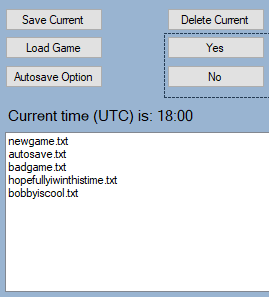 Save Current
Delete Current
Load Game
Yes
Autosave Option
No
Current time (UTC) is: 18:00
newgame.txt
autosave.txt
badgame.txt
hopefullyiwinthistime.txt
bobbyiscool.txt